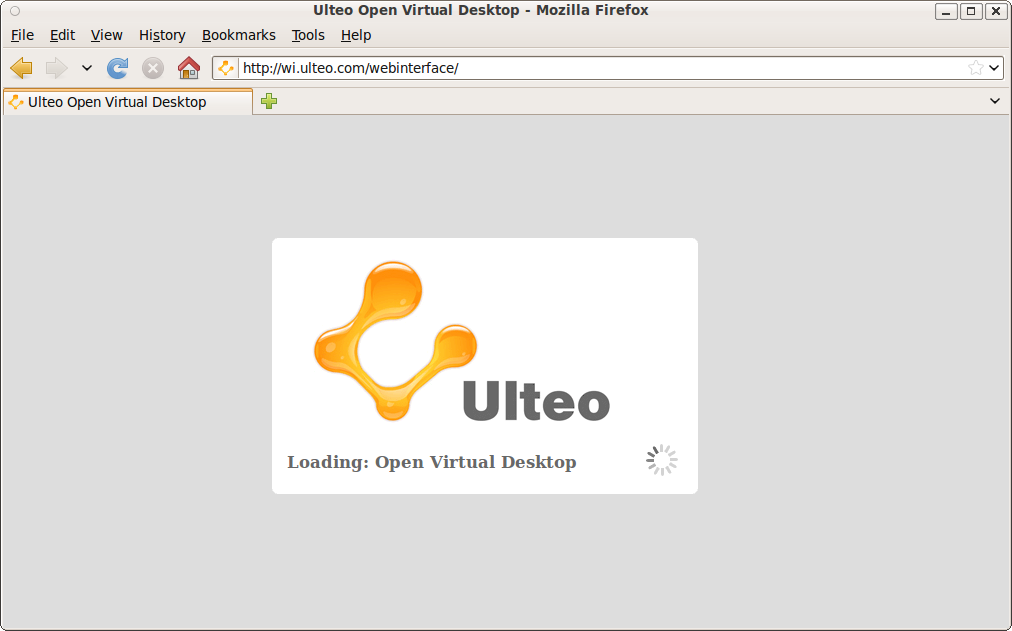 Ulteo Open Virtual Desktop - Mozilla Firefox
File Edit View History Bookmarks Tools Help
http://wi.ulteo.com/webinterface/
Ulteo Open Virtual Desktop
Ulteo
Loading: Open Virtual Desktop